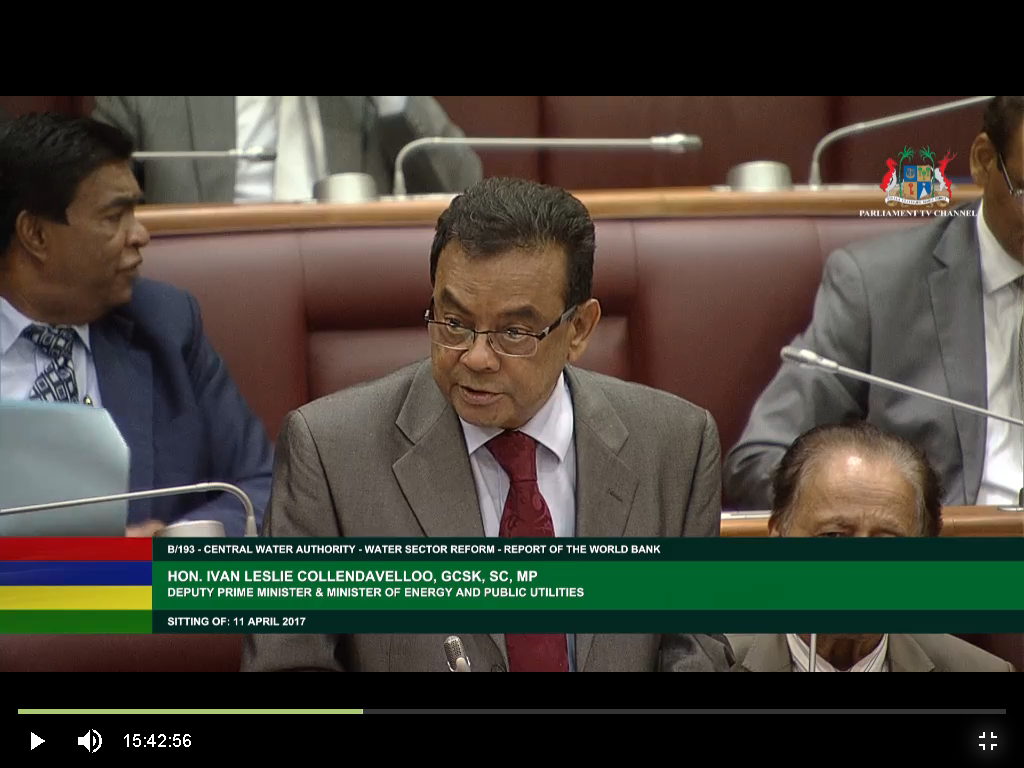 PARLIAMENT TV CHANNEL
B/193 - CENTRAL WATER AUTHORITY - WATER SECTOR REFORM - REPORT OF THE WORLD BANK
HON. IVAN LESLIE COLLENDAVELLOO, GCSK, SC, MP
DEPUTY PRIME MINISTER & MINISTER OF ENERGY AND PUBLIC UTILITIES
SITTING OF: 11 APRIL 2017
15:42:56